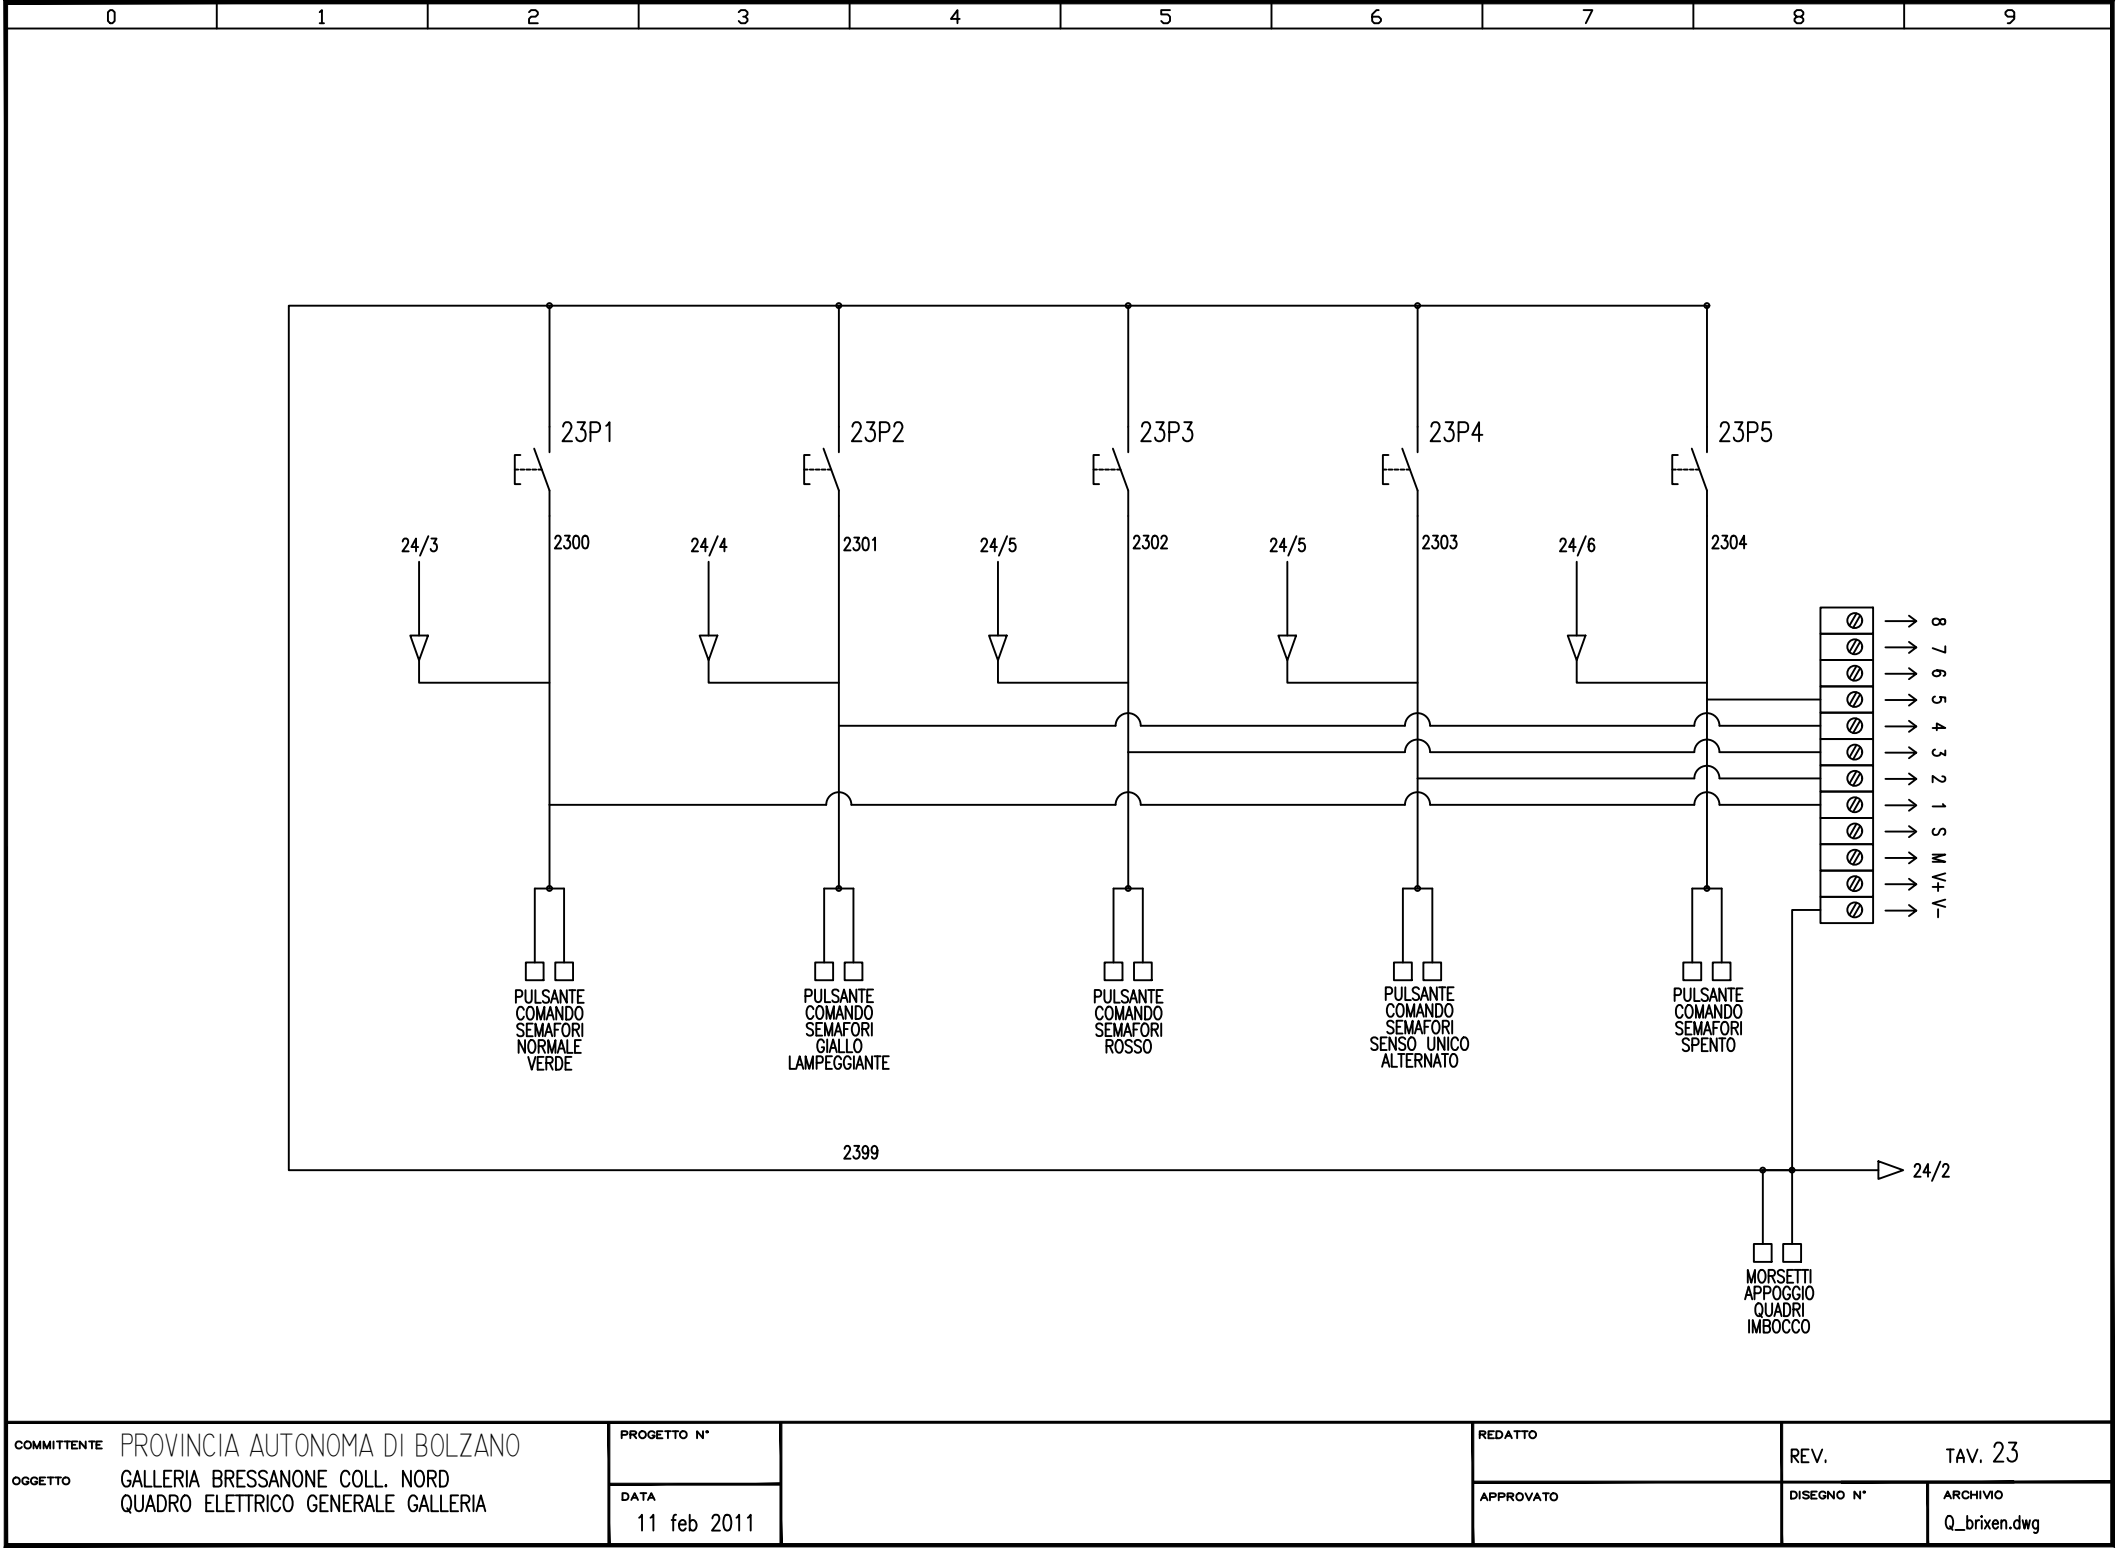 0 1 2 3 4 5 6 7 8 9
23P1 23P2 23P3 23P4 23P5
24/3 2300 24/4 2301 24/5 2302 24/5 2303 24/6 2304
8
7
6
5
4
3
2
1
S
M
V+
V-
PULSANTE
COMANDO
SEMAFORI
NORMALE
VERDE
PULSANTE
COMANDO
SEMAFORI
GIALLO
LAMPEGGIANTE
PULSANTE
COMANDO
SEMAFORI
ROSSO
PULSANTE
COMANDO
SEMAFORI
SENSO UNICO
ALTERNATO
PULSANTE
COMANDO
SEMAFORI
SPENTO
2399
24/2
MORSETTI
APPOGGIO
QUADRI
IMBOCCO
COMMITTENTE PROVINCIA AUTONOMA DI BOLZANO
OGGETTO GALLERIA BRESSANONE COLL. NORD
QUADRO ELETTRICO GENERALE GALLERIA
PROGETTO N°
DATA
11 feb 2011
REDATTO
APPROVATO
REV. TAV. 23
DISEGNO N°
ARCHIVIO
Q_brixen.dwg